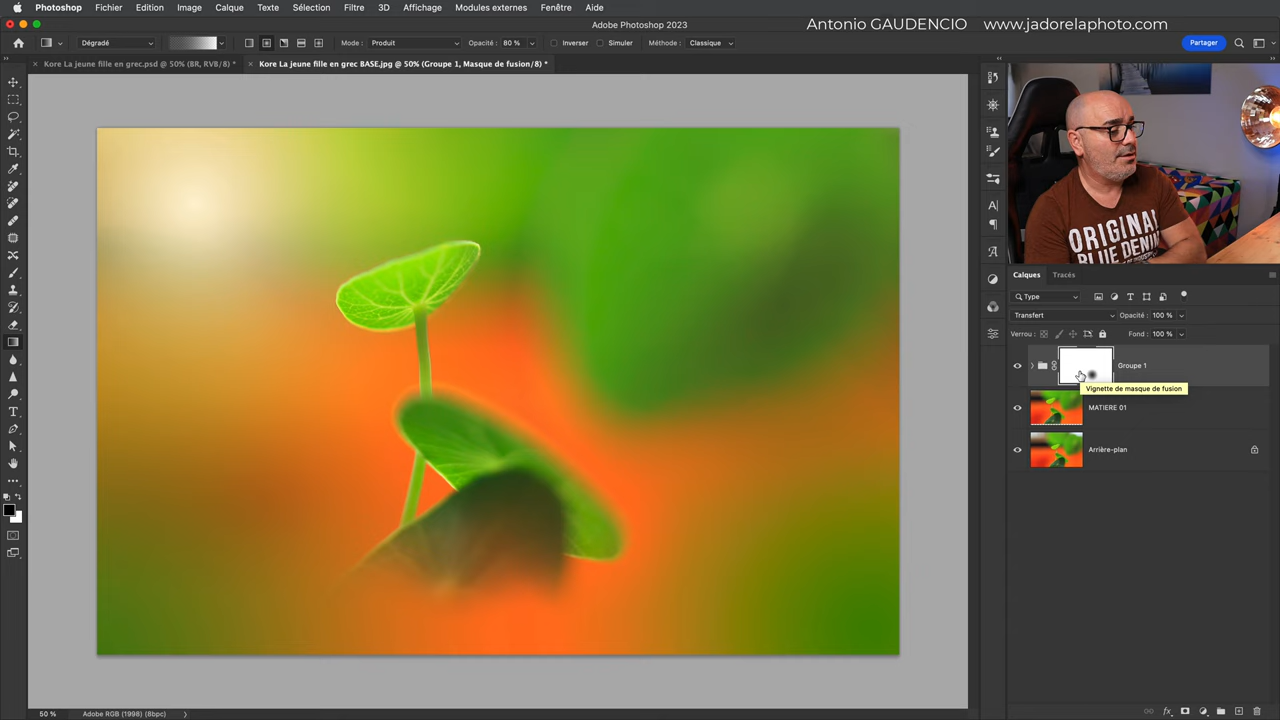 Photoshop Fichier Edition Image Calque Texte Sélection Filtre 3D Affichage Modules externes Fenêtre Aide
Adobe Photoshop 2023
Antonio GAUDENCIO www.jadorelaphoto.com
Dégradé Mode : Produit Opacité : 80 % Inverser Simuler Méthode : Classique Partager
Kore La jeune fille en grec.psd @ 50% (BR, RVB/8) * Kore La jeune fille en grec BASE.jpg @ 50% (Groupe 1, Masque de fusion/8) *
ORIGINAL
BLUE DENIM
Calques Tracés
Type
Transfert Opacité : 100 %
Verrou : Fond : 100 %
Groupe 1
Vignette de masque de fusion
MATIERE 01
Arrière-plan
50 % Adobe RGB (1998) (8bpc)